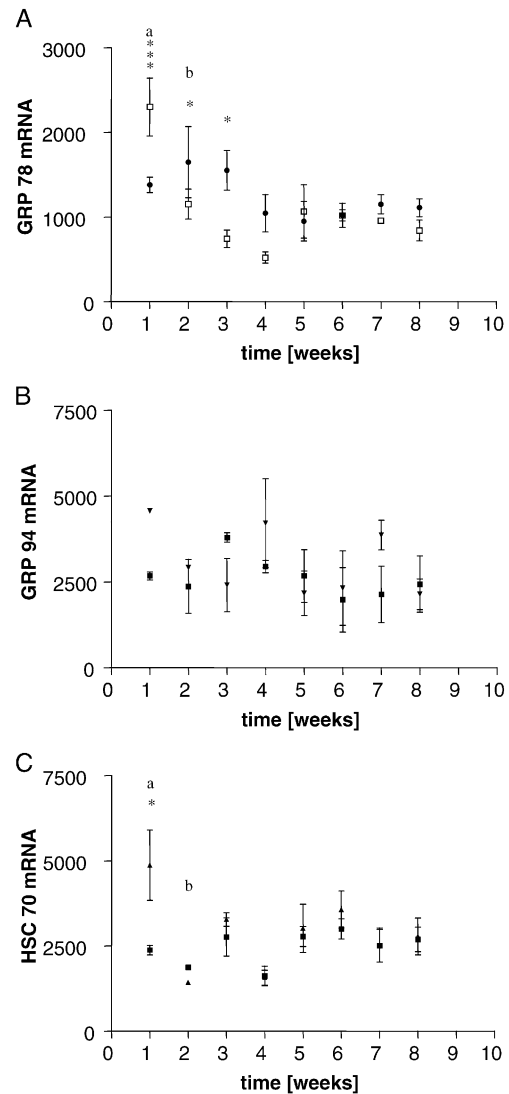 A
GRP 78 mRNA
3000
2000
1000
0
a
*
*
*
*
b
*
*
0 1 2 3 4 5 6 7 8 9 10
time [weeks]
B
GRP 94 mRNA
7500
5000
2500
0
0 1 2 3 4 5 6 7 8 9 10
time [weeks]
C
HSC 70 mRNA
7500
5000
2500
0
a
*
b
0 1 2 3 4 5 6 7 8 9 10
time [weeks]